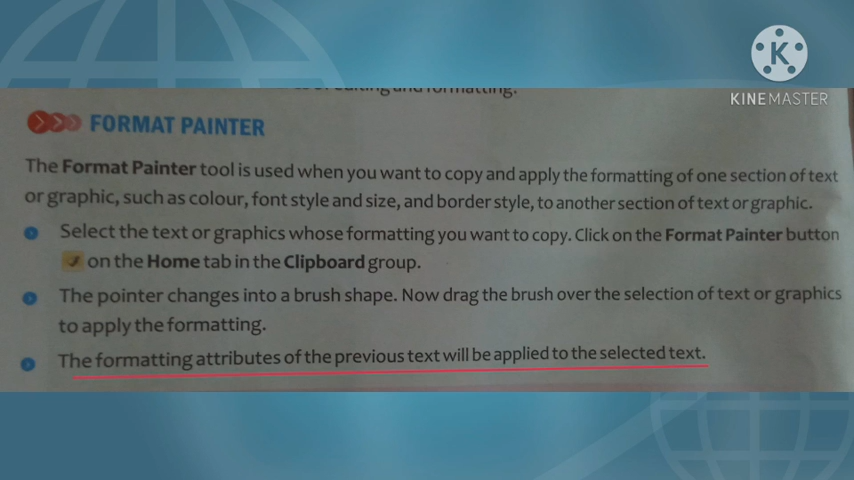 K
KINEMASTER
editing and formatting.
FORMAT PAINTER
The Format Painter tool is used when you want to copy and apply the formatting of one section of text
or graphic, such as colour, font style and size, and border style, to another section of text or graphic.
Select the text or graphics whose formatting you want to copy. Click on the Format Painter button
on the Home tab in the Clipboard group.
The pointer changes into a brush shape. Now drag the brush over the selection of text or graphics
to apply the formatting.
The formatting attributes of the previous text will be applied to the selected text.